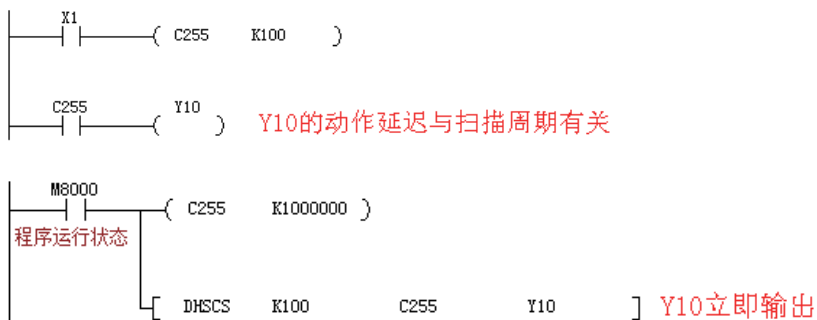 X1
C255 K100
C255 Y10 Y10的动作延迟与扫描周期有关
M8000
C255 K1000000
程序运行状态
DHSCS K100 C255 Y10 Y10立即输出